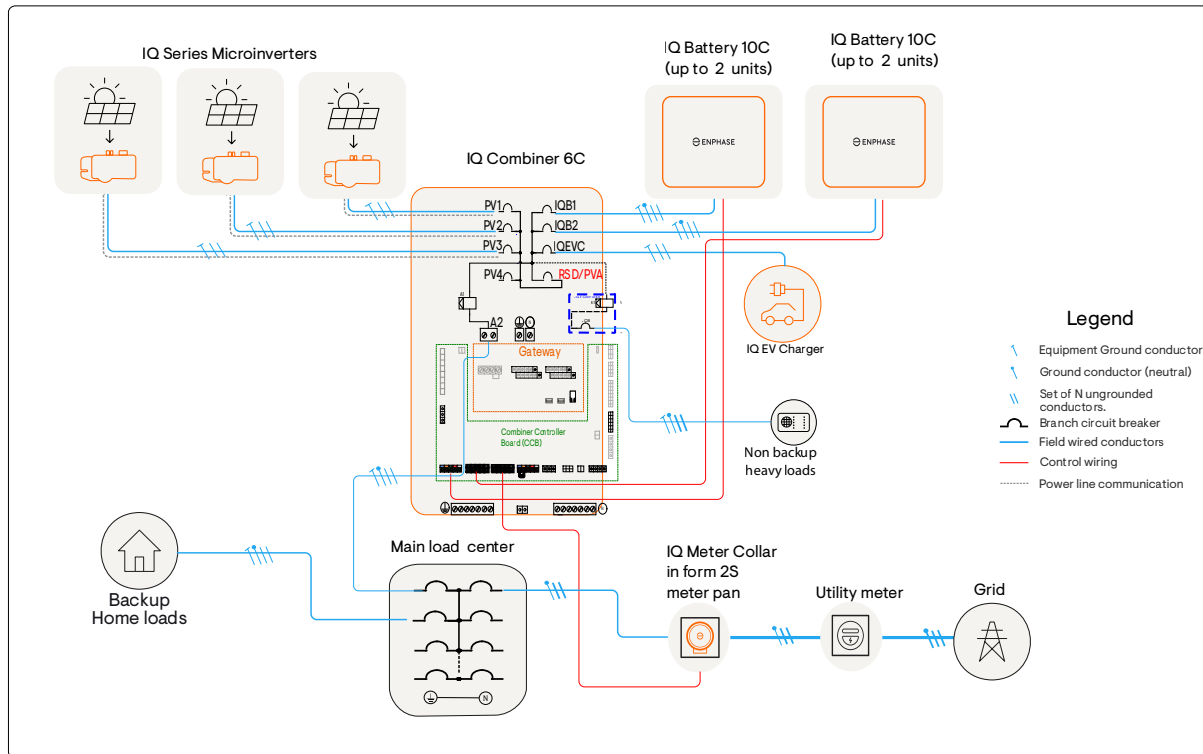 IQ Series Microinverters
IQ Battery 10C
(up to 2 units)
IQ Battery 10C
(up to 2 units)
ENPHASE
ENPHASE
IQ Combiner 6C
PV1
IQB1
PV2
IQB2
PV3
IQEVC
PV4
RSD/PVA
A2
N
Gateway
Combiner Controller
Board (CCB)
IQ EV Charger
Non backup
heavy loads
Legend
Equipment Ground conductor
Ground conductor (neutral)
Set of N ungrounded
conductors.
Branch circuit breaker
Field wired conductors
Control wiring
Power line communication
Backup
Home loads
Main load center
N
IQ Meter Collar
in form 2S
meter pan
Utility meter
Grid